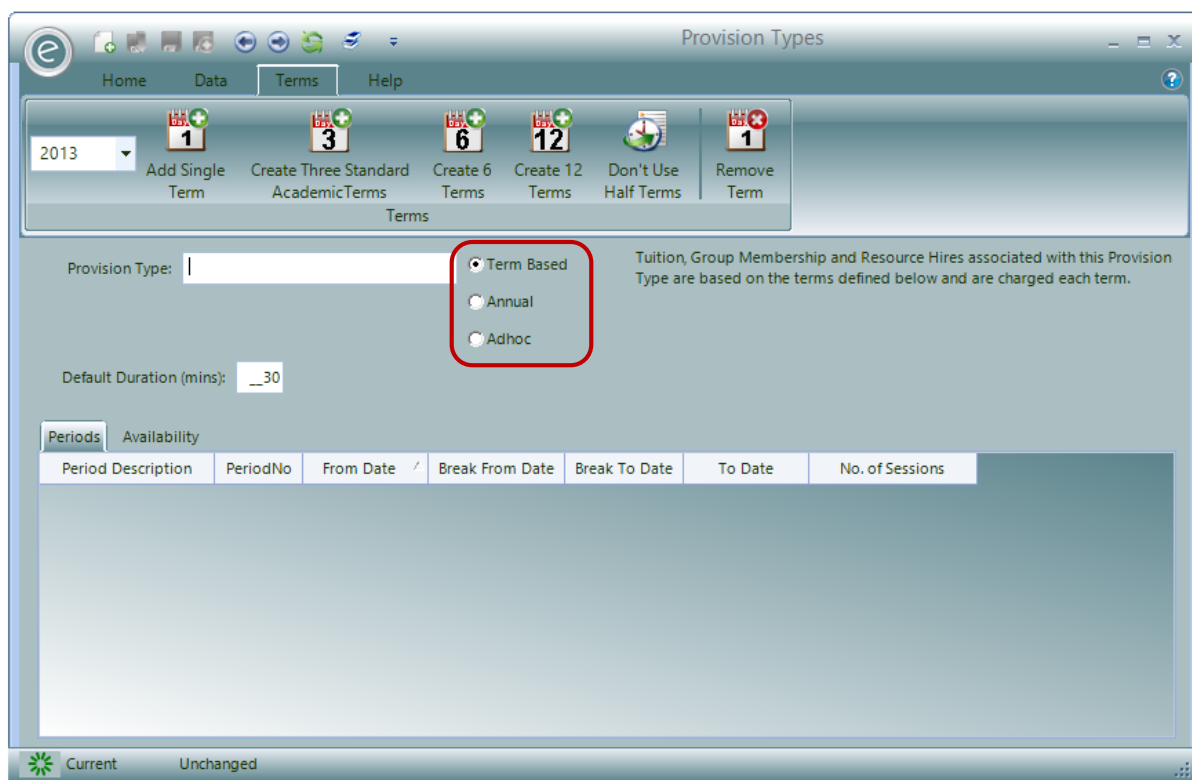 Provision Types
Home Data Terms Help
2013
1 3 6 12 1
Add Single Create Three Standard Create 6 Create 12 Don't Use Remove
Term AcademicTerms Terms Terms Half Terms Term
Terms
Provision Type:
Term Based
Annual
Adhoc
Tuition, Group Membership and Resource Hires associated with this Provision
Type are based on the terms defined below and are charged each term.
Default Duration (mins): __30
Periods Availability
Period Description PeriodNo From Date Break From Date Break To Date To Date No. of Sessions
Current Unchanged